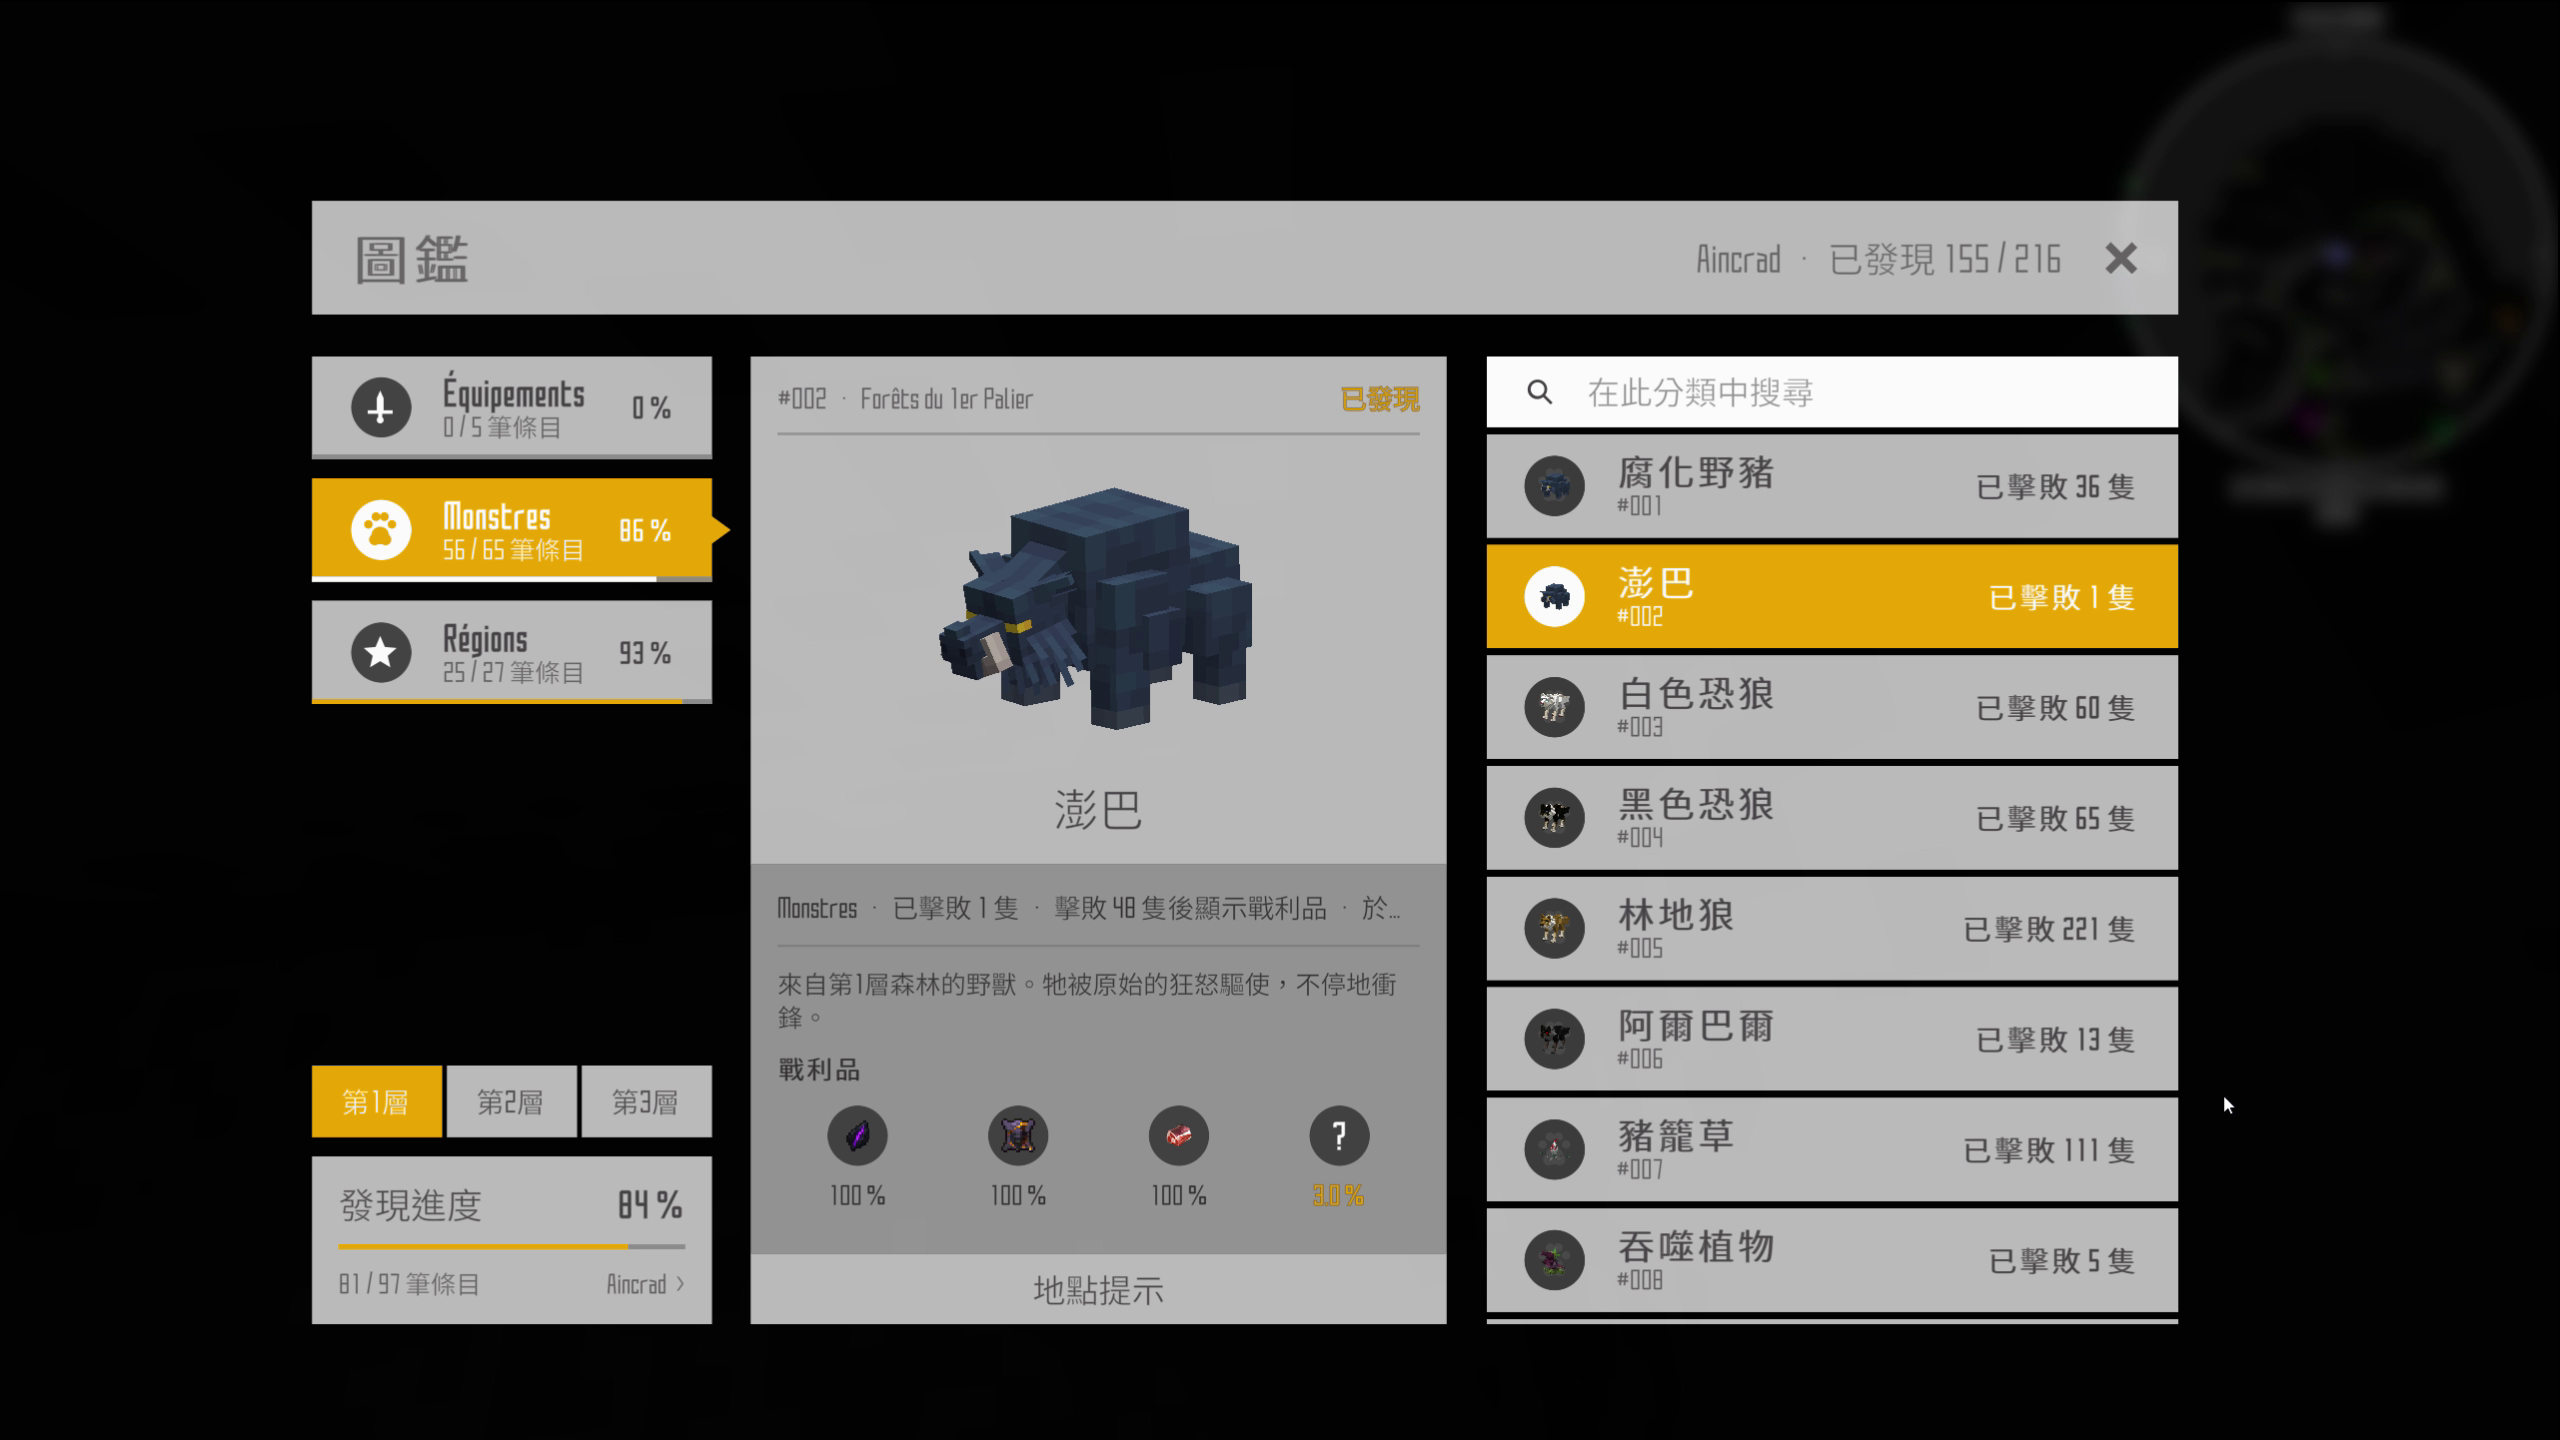 圖鑑
Aincrad · 已發現 155 / 216
Équipements
0 / 5 筆條目
0 %
Monstres
56 / 65 筆條目
86 %
Régions
25 / 27 筆條目
93 %
第1層
第2層
第3層
發現進度
84 %
81 / 97 筆條目
Aincrad >
#002 · Forêts du 1er Palier
已發現
澎巴
Monstres · 已擊敗 1 隻 · 擊敗 48 隻後顯示戰利品 · 於...
來自第1層森林的野獸。牠被原始的狂怒驅使，不停地衝
鋒。
戰利品
100 %
100 %
100 %
?
3.0 %
地點提示
在此分類中搜尋
腐化野豬
#001
已擊敗 36 隻
澎巴
#002
已擊敗 1 隻
白色恐狼
#003
已擊敗 60 隻
黑色恐狼
#004
已擊敗 65 隻
林地狼
#005
已擊敗 221 隻
阿爾巴爾
#006
已擊敗 13 隻
豬籠草
#007
已擊敗 111 隻
吞噬植物
#008
已擊敗 5 隻